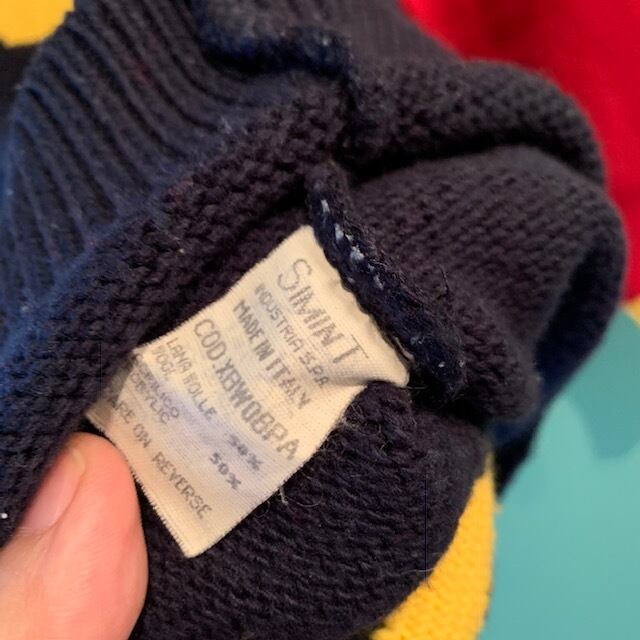 SIMINT
INDUSTRIA S.P.A.
MADE IN ITALY
COD.XBW08PA
LANA WOLLE 50%
WOOL
ACRYLIC 50%
CARE ON REVERSE